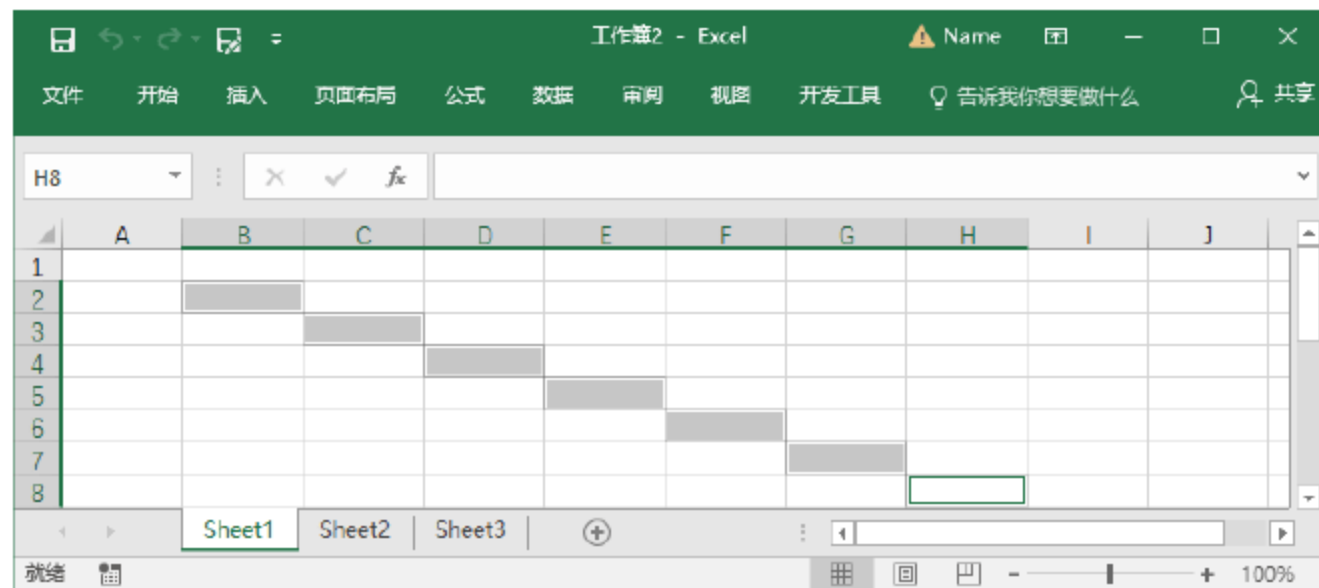 工作簿2 - Excel Name
文件 开始 插入 页面布局 公式 数据 审阅 视图 开发工具 告诉我你想要做什么 共享
H8 fx
A B C D E F G H I J
1
2
3
4
5
6
7
8
Sheet1 Sheet2 Sheet3
就绪 100%